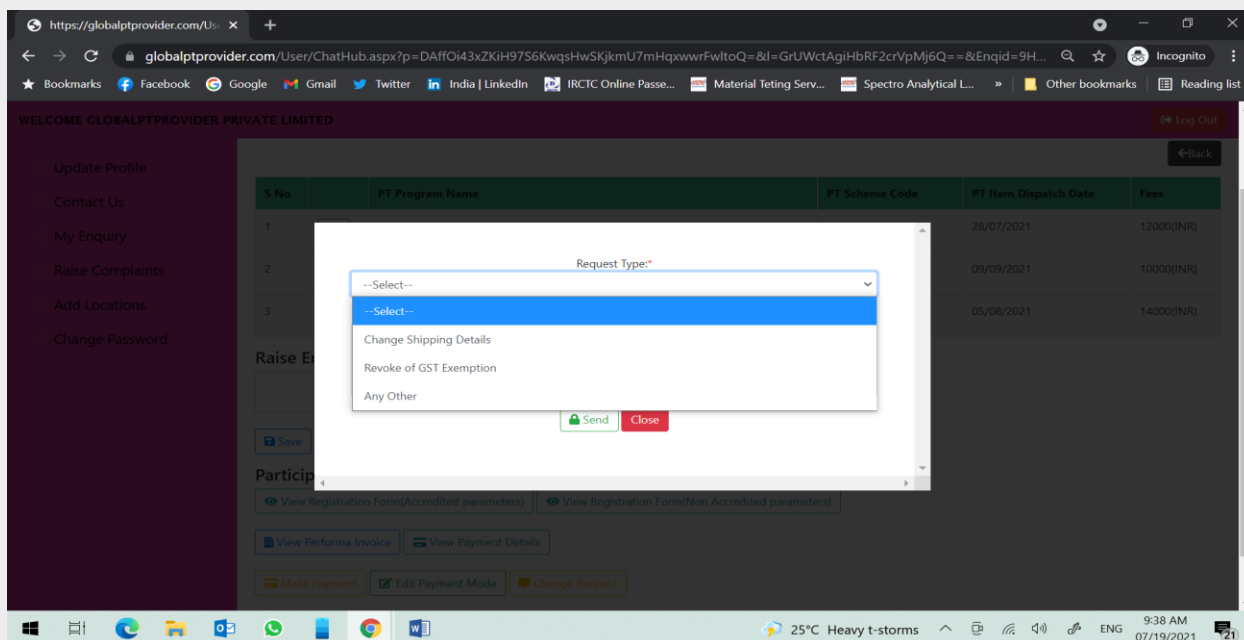 https://globalptprovider.com/Us
globalptprovider.com/User/ChatHub.aspx?p=DAffOi43xZKiH97S6KwqsHwSKjkmU7mHqxwwrFwltoQ=&l=GrUWctAgiHbRF2crVpMj6Q==&Enqid=9H... Incognito
Bookmarks Facebook Google Gmail Twitter India | LinkedIn IRCTC Online Passe... Material Teting Serv... Spectro Analytical L... » Other bookmarks Reading list
WELCOME GLOBALPTPROVIDER PRIVATE LIMITED Log Out
Back
Update Profile
Contact Us
My Enquiry
Raise Complaints
Add Locations
Change Password
S No PT Program Name PT Scheme Code PT Item Dispatch Date Fees
1 28/07/2021 12000(INR)
2 09/09/2021 10000(INR)
3 05/08/2021 14000(INR)
Request Type:*
--Select--
--Select--
Change Shipping Details
Revoke of GST Exemption
Any Other
Send Close
Raise E
Save
Particip
View Registration Form(Accredited parameters) View Registration Form(Non Accredited parameters)
View Performa Invoice View Payment Details
Make Payment Edit Payment Mode Change Request
25°C Heavy t-storms ENG 9:38 AM
07/19/2021 21